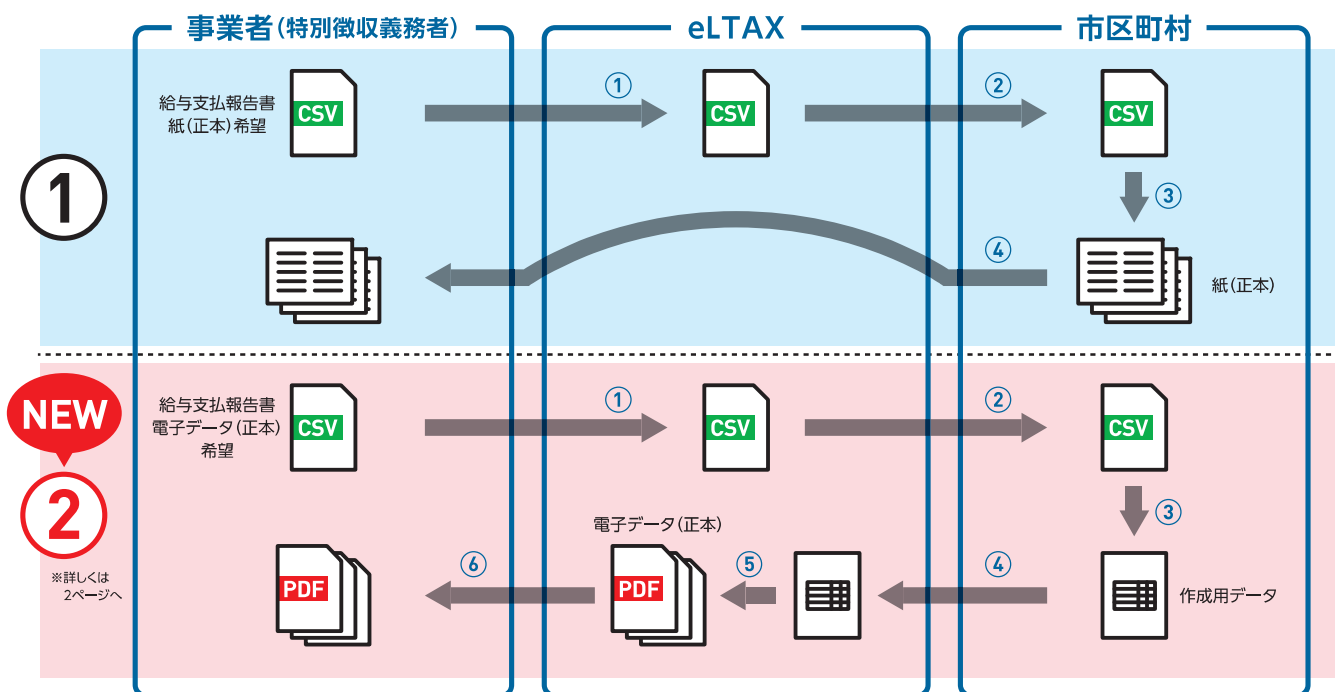 事業者(特別徴収義務者)
eLTAX
市区町村
1
給与支払報告書
紙(正本)希望
CSV
①
CSV
②
CSV
③
④
紙(正本)
NEW
2
※詳しくは
2ページへ
給与支払報告書
電子データ(正本)
希望
CSV
①
CSV
②
CSV
③
電子データ(正本)
PDF
⑥
PDF
⑤
④
作成用データ